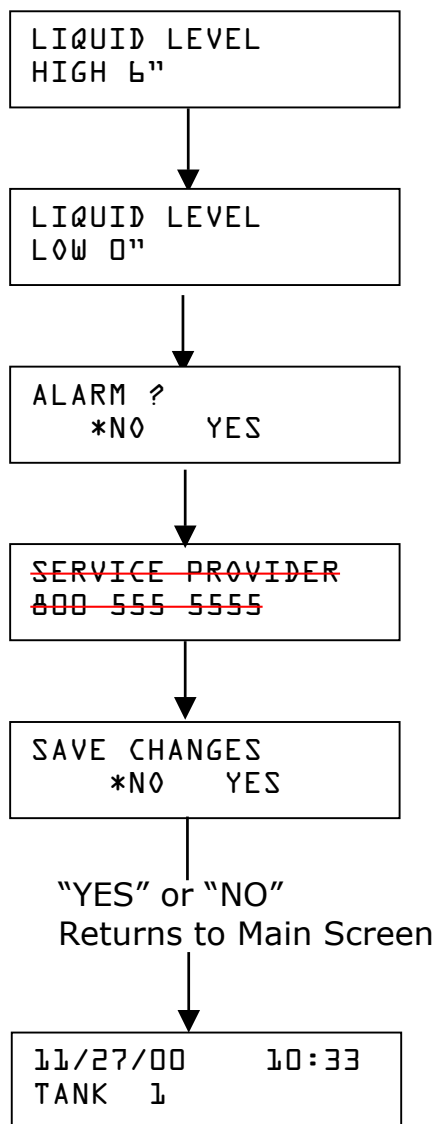 LIQUID LEVEL
HIGH 6”
LIQUID LEVEL
LOW 0”
ALARM ?
*NO YES
SERVICE PROVIDER
800 555 5555
SAVE CHANGES
*NO YES
“YES” or “NO”
Returns to Main Screen
11/27/00 10:33
TANK 1